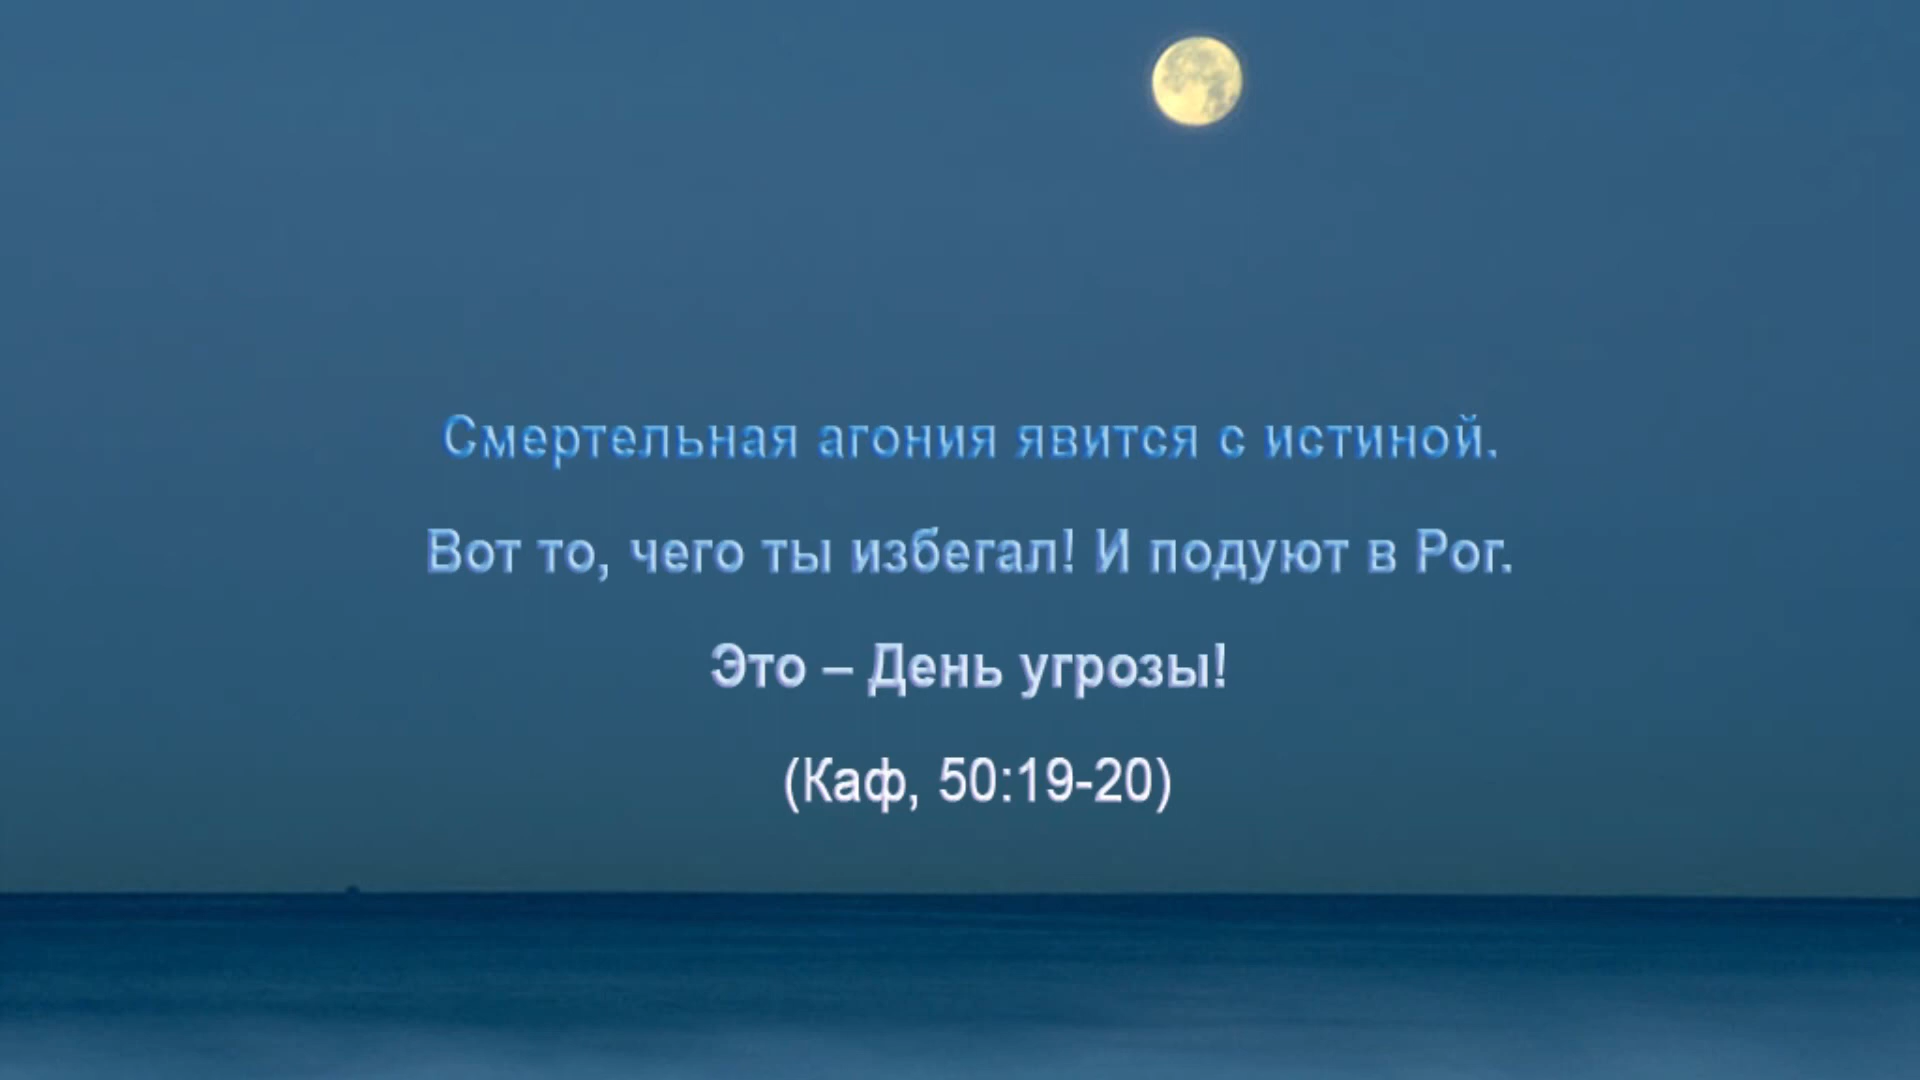 Смертельная агония явится с истиной.
Вот то, чего ты избегал! И подуют в Рог.
Это – День угрозы!
(Каф, 50:19-20)